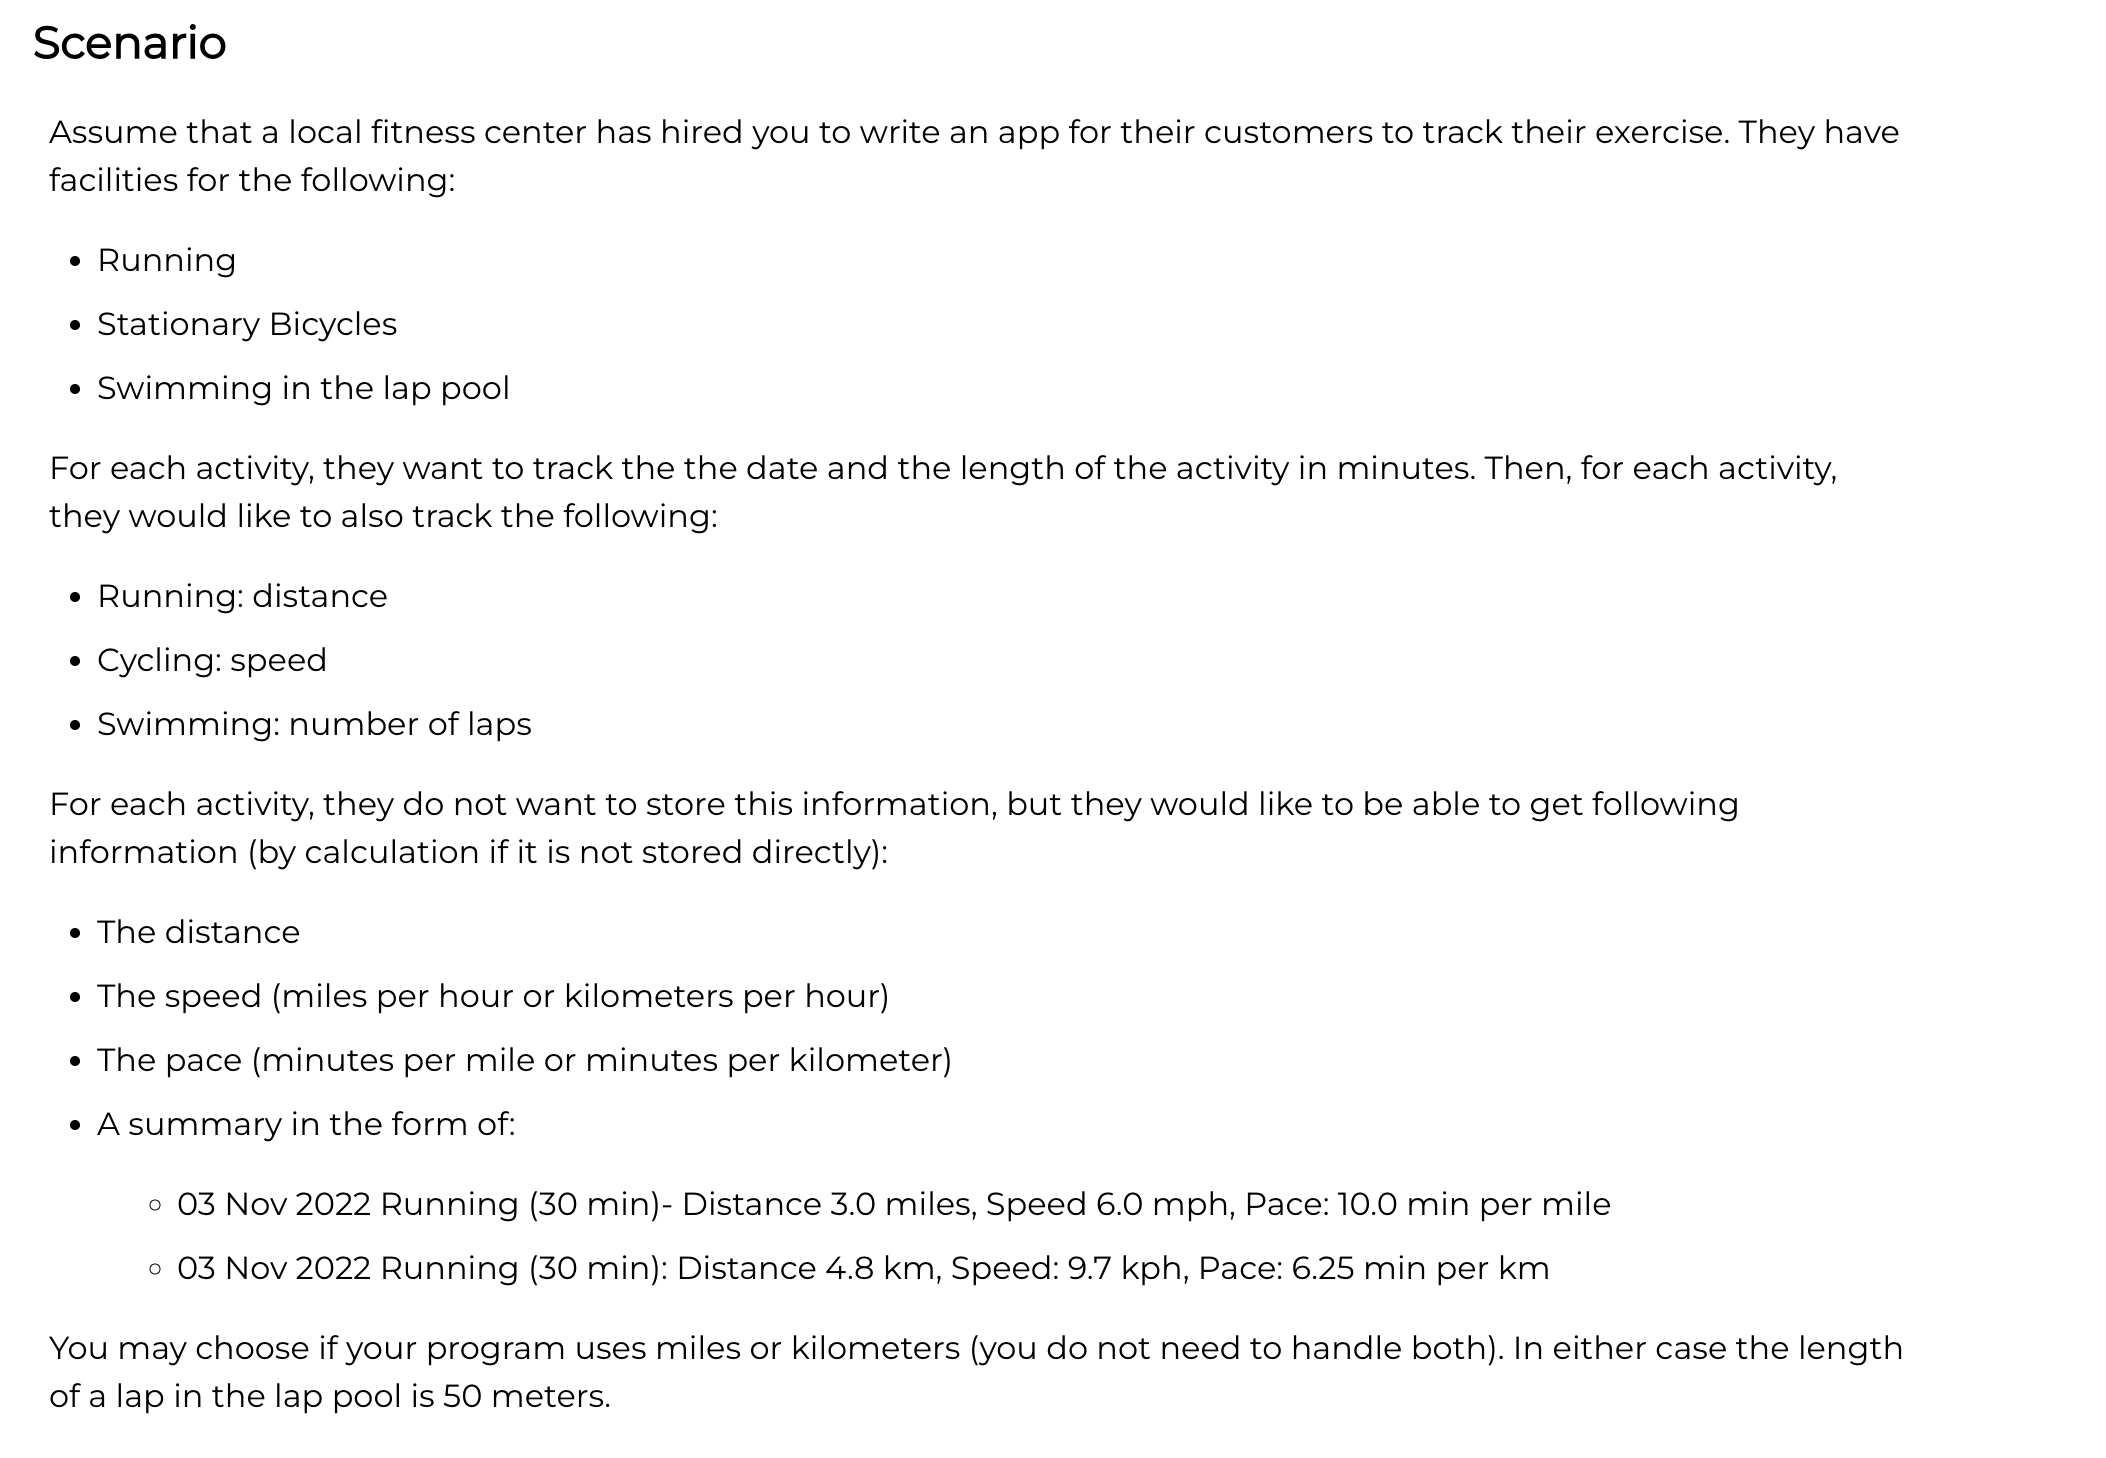 Scenario
Assume that a local fitness center has hired you to write an app for their customers to track their exercise. They have
facilities for the following:
• Running
• Stationary Bicycles
• Swimming in the lap pool
For each activity, they want to track the the date and the length of the activity in minutes. Then, for each activity,
they would like to also track the following:
• Running: distance
• Cycling: speed
• Swimming: number of laps
For each activity, they do not want to store this information, but they would like to be able to get following
information (by calculation if it is not stored directly):
• The distance
• The speed (miles per hour or kilometers per hour)
• The pace (minutes per mile or minutes per kilometer)
• A summary in the form of:
◦ 03 Nov 2022 Running (30 min)- Distance 3.0 miles, Speed 6.0 mph, Pace: 10.0 min per mile
◦ 03 Nov 2022 Running (30 min): Distance 4.8 km, Speed: 9.7 kph, Pace: 6.25 min per km
You may choose if your program uses miles or kilometers (you do not need to handle both). In either case the length
of a lap in the lap pool is 50 meters.